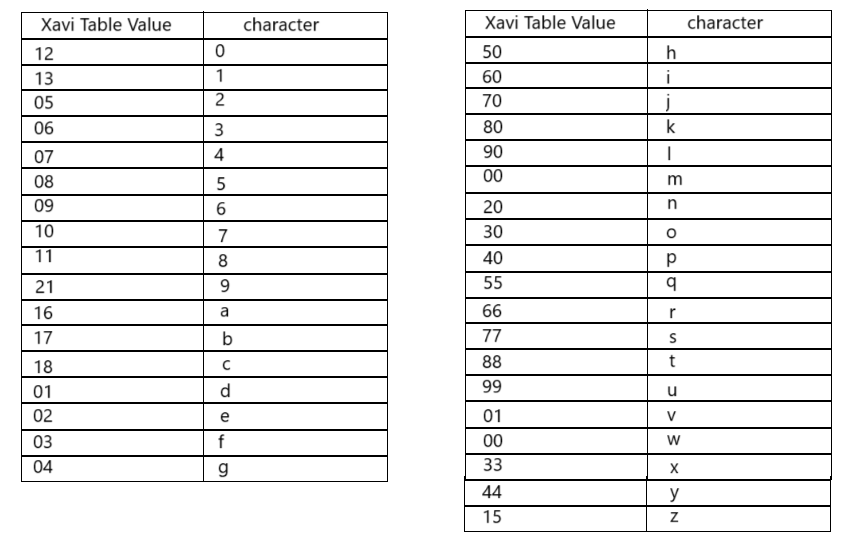 Xavi Table Value character
12 0
13 1
05 2
06 3
07 4
08 5
09 6
10 7
11 8
21 9
16 a
17 b
18 c
01 d
02 e
03 f
04 g
Xavi Table Value character
50 h
60 i
70 j
80 k
90 l
00 m
20 n
30 o
40 p
55 q
66 r
77 s
88 t
99 u
01 v
00 w
33 x
44 y
15 z